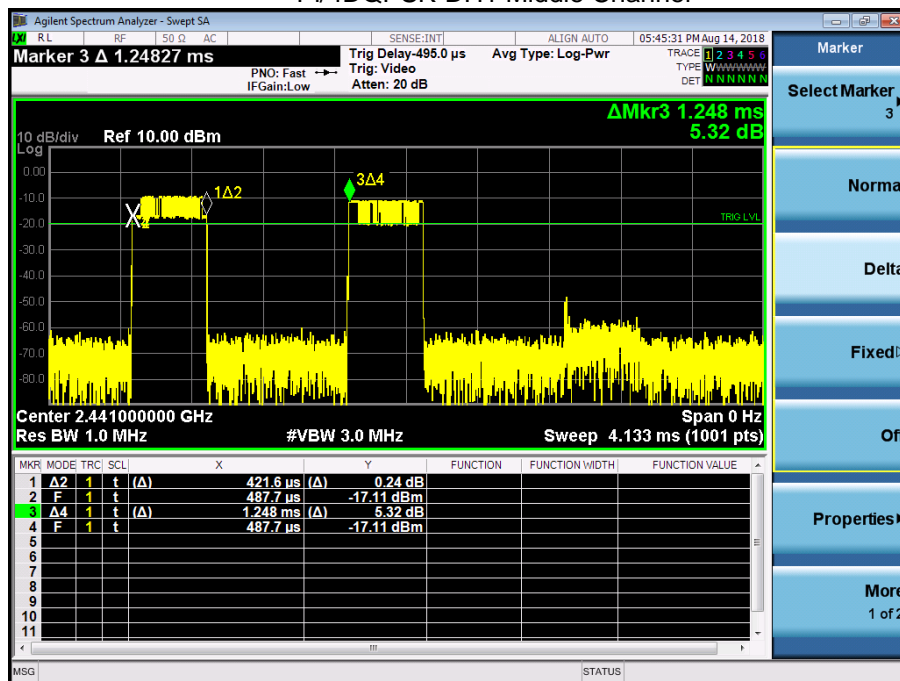 Agilent Spectrum Analyzer - Swept SA
LXI RL RF 50 Ω AC SENSE:INT ALIGN AUTO 05:45:31 PM Aug 14, 2018
Marker 3 Δ 1.24827 ms
PNO: Fast
IFGain:Low
Trig Delay-495.0 µs
Trig: Video
Atten: 20 dB
Avg Type: Log-Pwr
TRACE 1 2 3 4 5 6
TYPE WWWWWW
DET N N N N N N
ΔMkr3 1.248 ms
5.32 dB
10 dB/div Ref 10.00 dBm
Log
0.00
-10.0
-20.0
-30.0
-40.0
-50.0
-60.0
-70.0
-80.0
1Δ2
3Δ4
TRIG LVL
Center 2.441000000 GHz Span 0 Hz
Res BW 1.0 MHz #VBW 3.0 MHz Sweep 4.133 ms (1001 pts)
MKR MODE TRC SCL X Y FUNCTION FUNCTION WIDTH FUNCTION VALUE
1 Δ2 1 t (Δ) 421.6 µs (Δ) 0.24 dB
2 F 1 t 487.7 µs -17.11 dBm
3 Δ4 1 t (Δ) 1.248 ms (Δ) 5.32 dB
4 F 1 t 487.7 µs -17.11 dBm
5
6
7
8
9
10
11
MSG STATUS
Marker
Select Marker
3
Norma
Delta
Fixed
Of
Properties
More
1 of 2